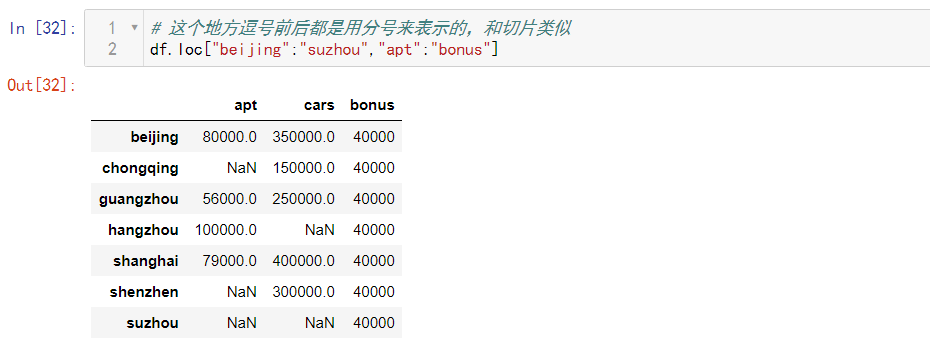 In [32]:
1 # 这个地方逗号前后都是用分号来表示的，和切片类似
2 df.loc["beijing":"suzhou","apt":"bonus"]
Out[32]:
apt cars bonus
beijing 80000.0 350000.0 40000
chongqing NaN 150000.0 40000
guangzhou 56000.0 250000.0 40000
hangzhou 100000.0 NaN 40000
shanghai 79000.0 400000.0 40000
shenzhen NaN 300000.0 40000
suzhou NaN NaN 40000